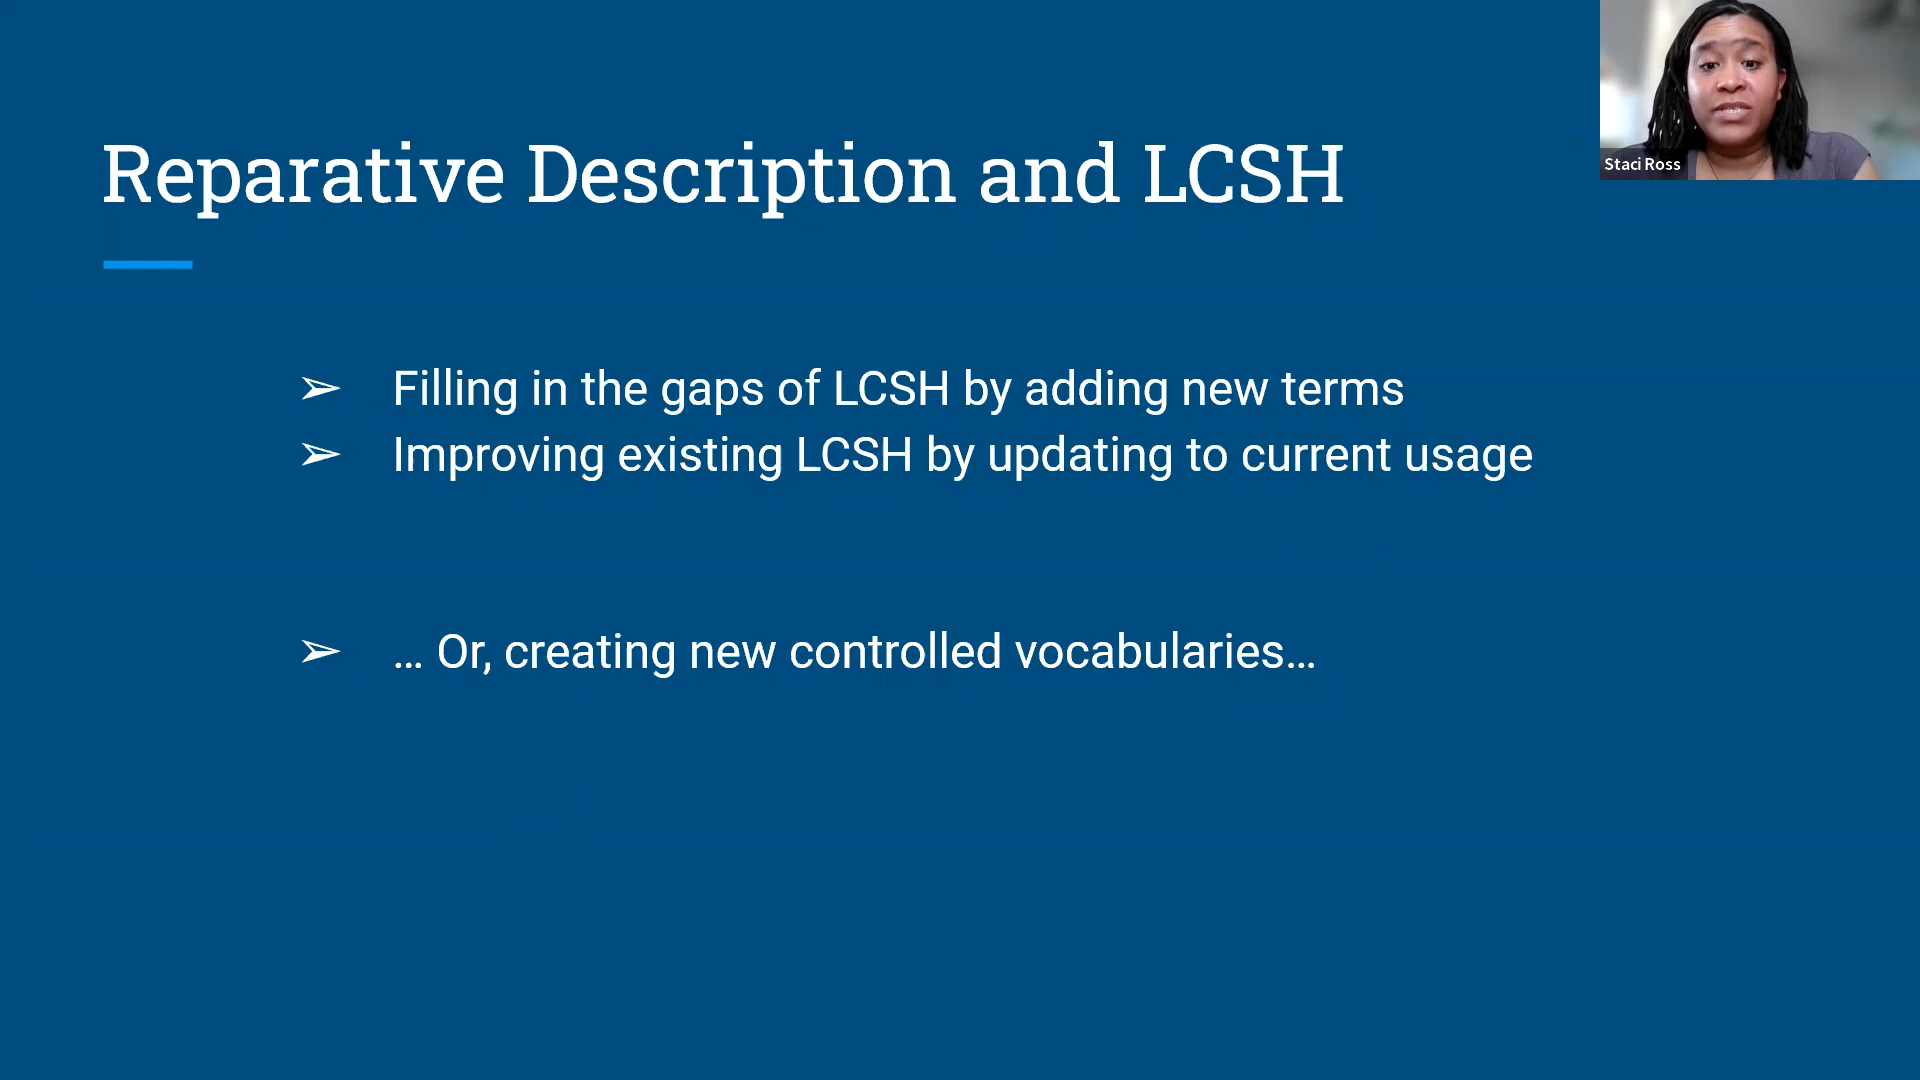 Reparative Description and LCSH
Staci Ross
➢ Filling in the gaps of LCSH by adding new terms
➢ Improving existing LCSH by updating to current usage
➢ … Or, creating new controlled vocabularies…